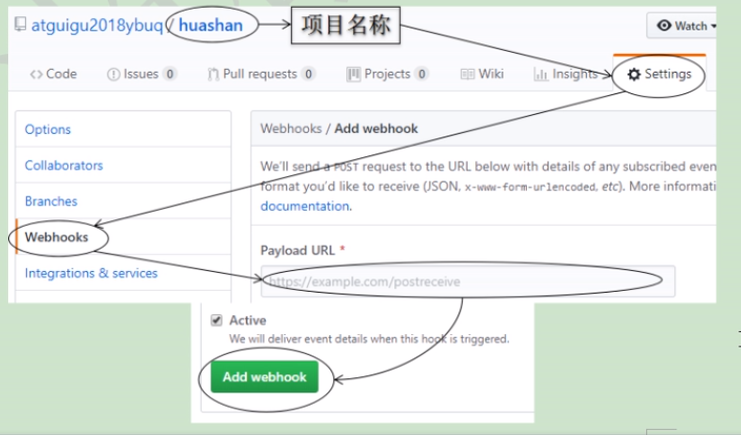 atguigu2018ybuq / huashan
项目名称
Watch
Code
Issues 0
Pull requests 0
Projects 0
Wiki
Insights
Settings
Options
Collaborators
Branches
Webhooks
Integrations & services
Webhooks / Add webhook
We'll send a POST request to the URL below with details of any subscribed even
format you'd like to receive (JSON, x-www-form-urlencoded, etc). More informati
documentation.
Payload URL *
https://example.com/postreceive
Active
We will deliver event details when this hook is triggered.
Add webhook